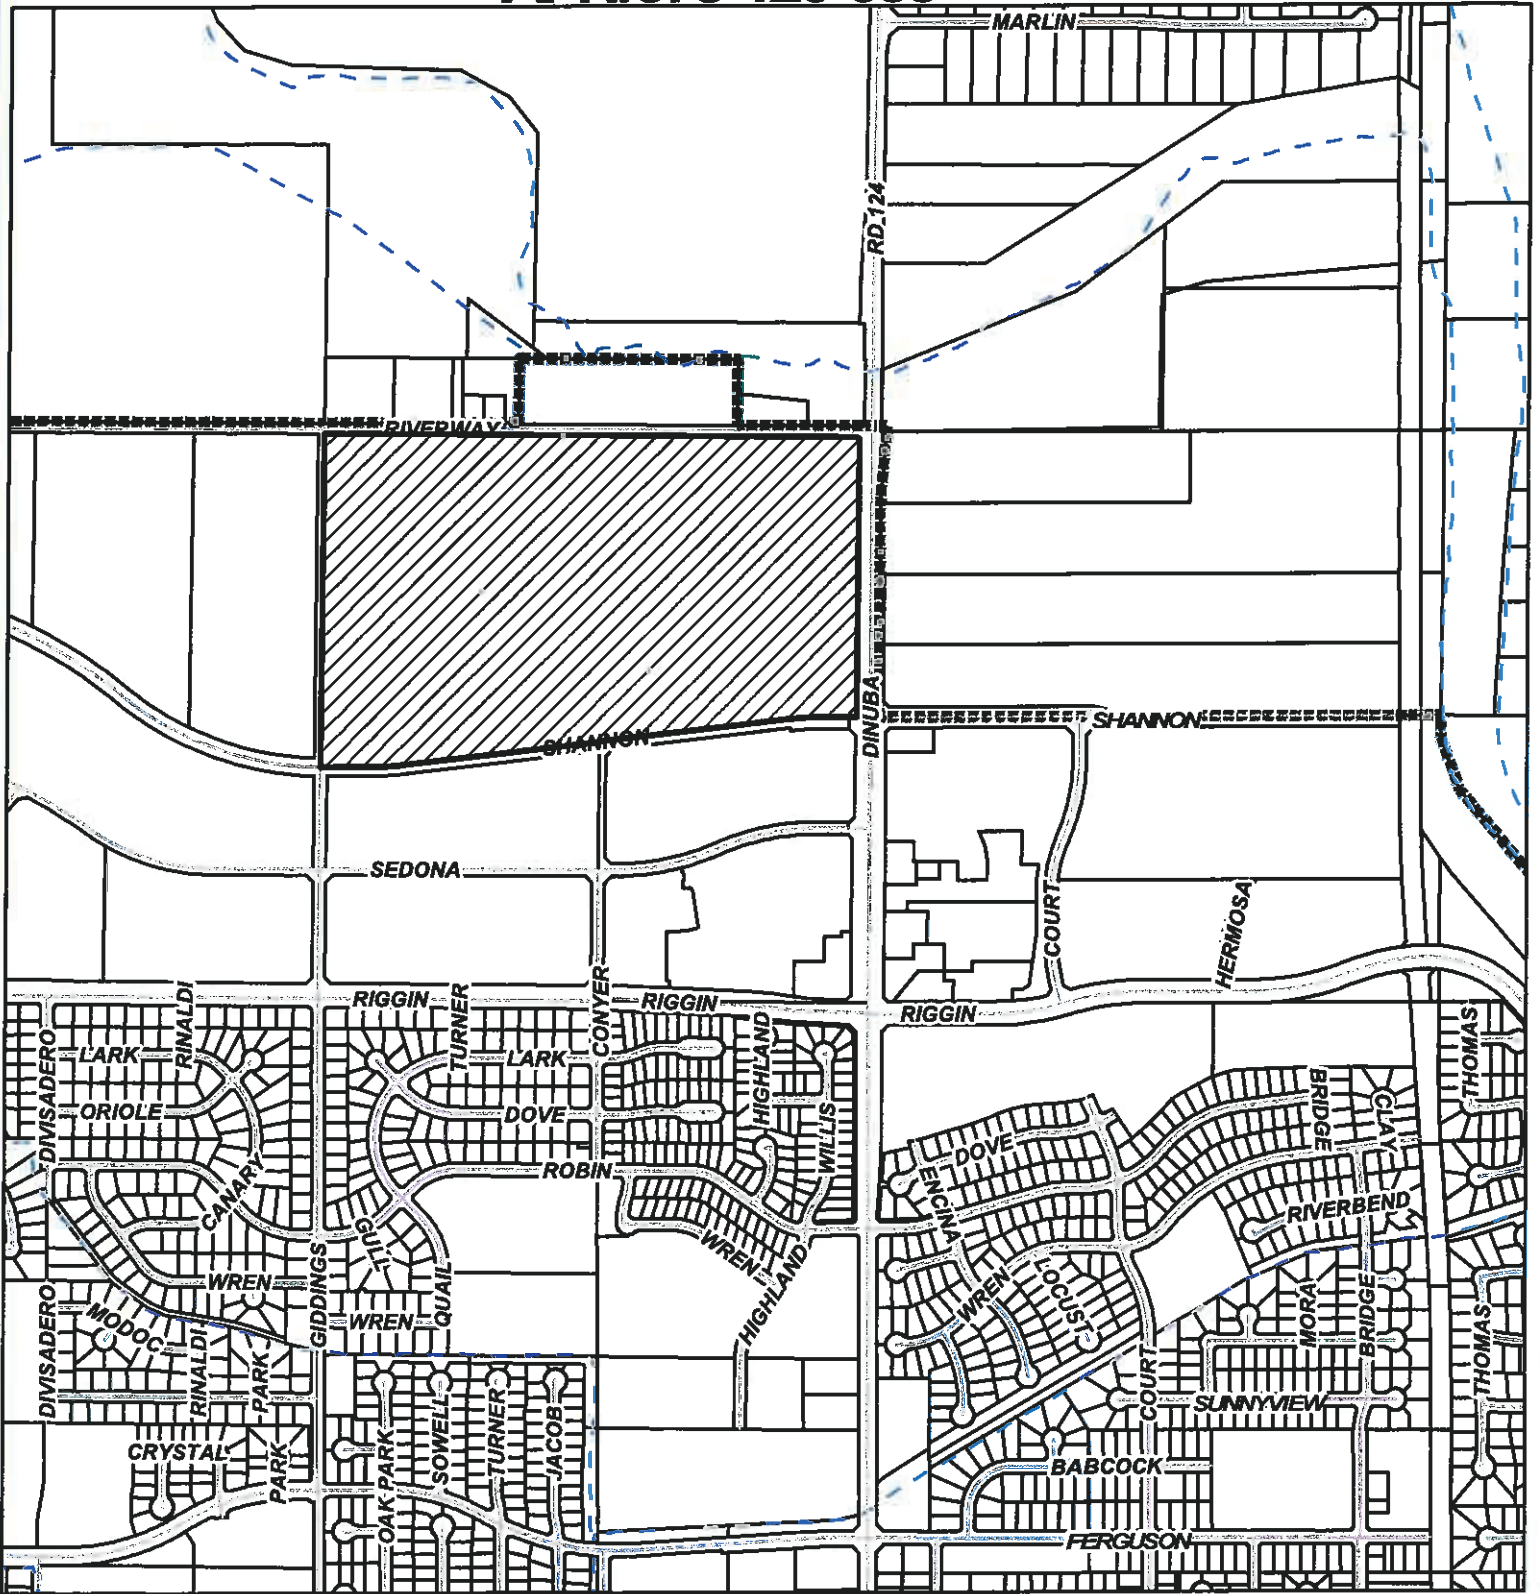 MARLIN
RD 124
RIVERWAY
DINUBA
SHANNON
SHANNON
SEDONA
COURT
HERMOSA
CONYER
RINALDI
RIGGIN
TURNER
RIGGIN
RIGGIN
DIVISADERO
LARK
LARK
HIGHLAND
THOMAS
ORIOLE
DOVE
WILLIS
BRIDGE
CLAY
DOVE
ENCINA
ROBIN
CANARY
GULL
RIVERBEND
WREN
WREN
GIDDINGS
QUAIL
HIGHLAND
WREN
LOCUST
MORA
BRIDGE
THOMAS
DIVISADERO
MODOC
RINALDI
PARK
WREN
COURT
SUNNYVIEW
CRYSTAL
PARK
OAK PARK
SOWELL
TURNER
JACOB
BABCOCK
FERGUSON